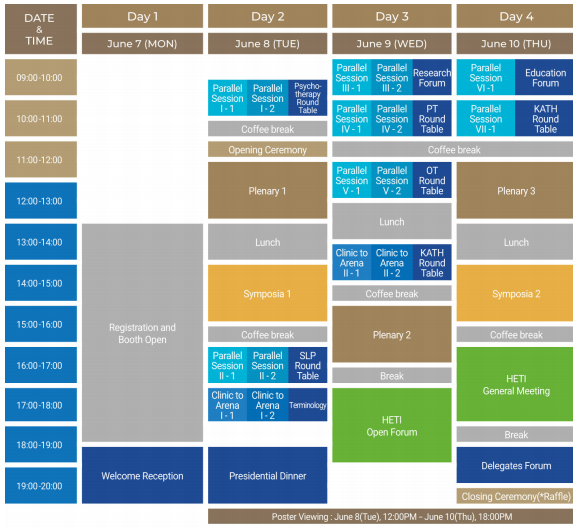 DATE
&
TIME
Day 1
Day 2
Day 3
Day 4
June 7 (MON)
June 8 (TUE)
June 9 (WED)
June 10 (THU)
09:00-10:00
10:00-11:00
11:00-12:00
12:00-13:00
13:00-14:00
14:00-15:00
15:00-16:00
16:00-17:00
17:00-18:00
18:00-19:00
19:00-20:00
Registration and
Booth Open
Welcome Reception
Parallel
Session
I - 1
Parallel
Session
I - 2
Psycho-
therapy
Round
Table
Coffee break
Opening Ceremony
Plenary 1
Lunch
Symposia 1
Coffee break
Parallel
Session
II - 1
Parallel
Session
II - 2
SLP
Round
Table
Clinic to
Arena
I - 1
Clinic to
Arena
I - 2
Terminology
Presidential Dinner
Parallel
Session
III - 1
Parallel
Session
III - 2
Research
Forum
Parallel
Session
IV - 1
Parallel
Session
IV - 2
PT
Round
Table
Coffee break
Parallel
Session
V - 1
Parallel
Session
V - 2
OT
Round
Table
Lunch
Clinic to
Arena
II - 1
Clinic to
Arena
II - 2
KATH
Round
Table
Coffee break
Plenary 2
Break
HETI
Open Forum
Parallel
Session
VI -1
Education
Forum
Parallel
Session
VII -1
KATH
Round
Table
Plenary 3
Lunch
Symposia 2
Coffee break
HETI
General Meeting
Break
Delegates Forum
Closing Ceremony(*Raffle)
Poster Viewing : June 8(Tue), 12:00PM ~ June 10(Thu), 18:00PM